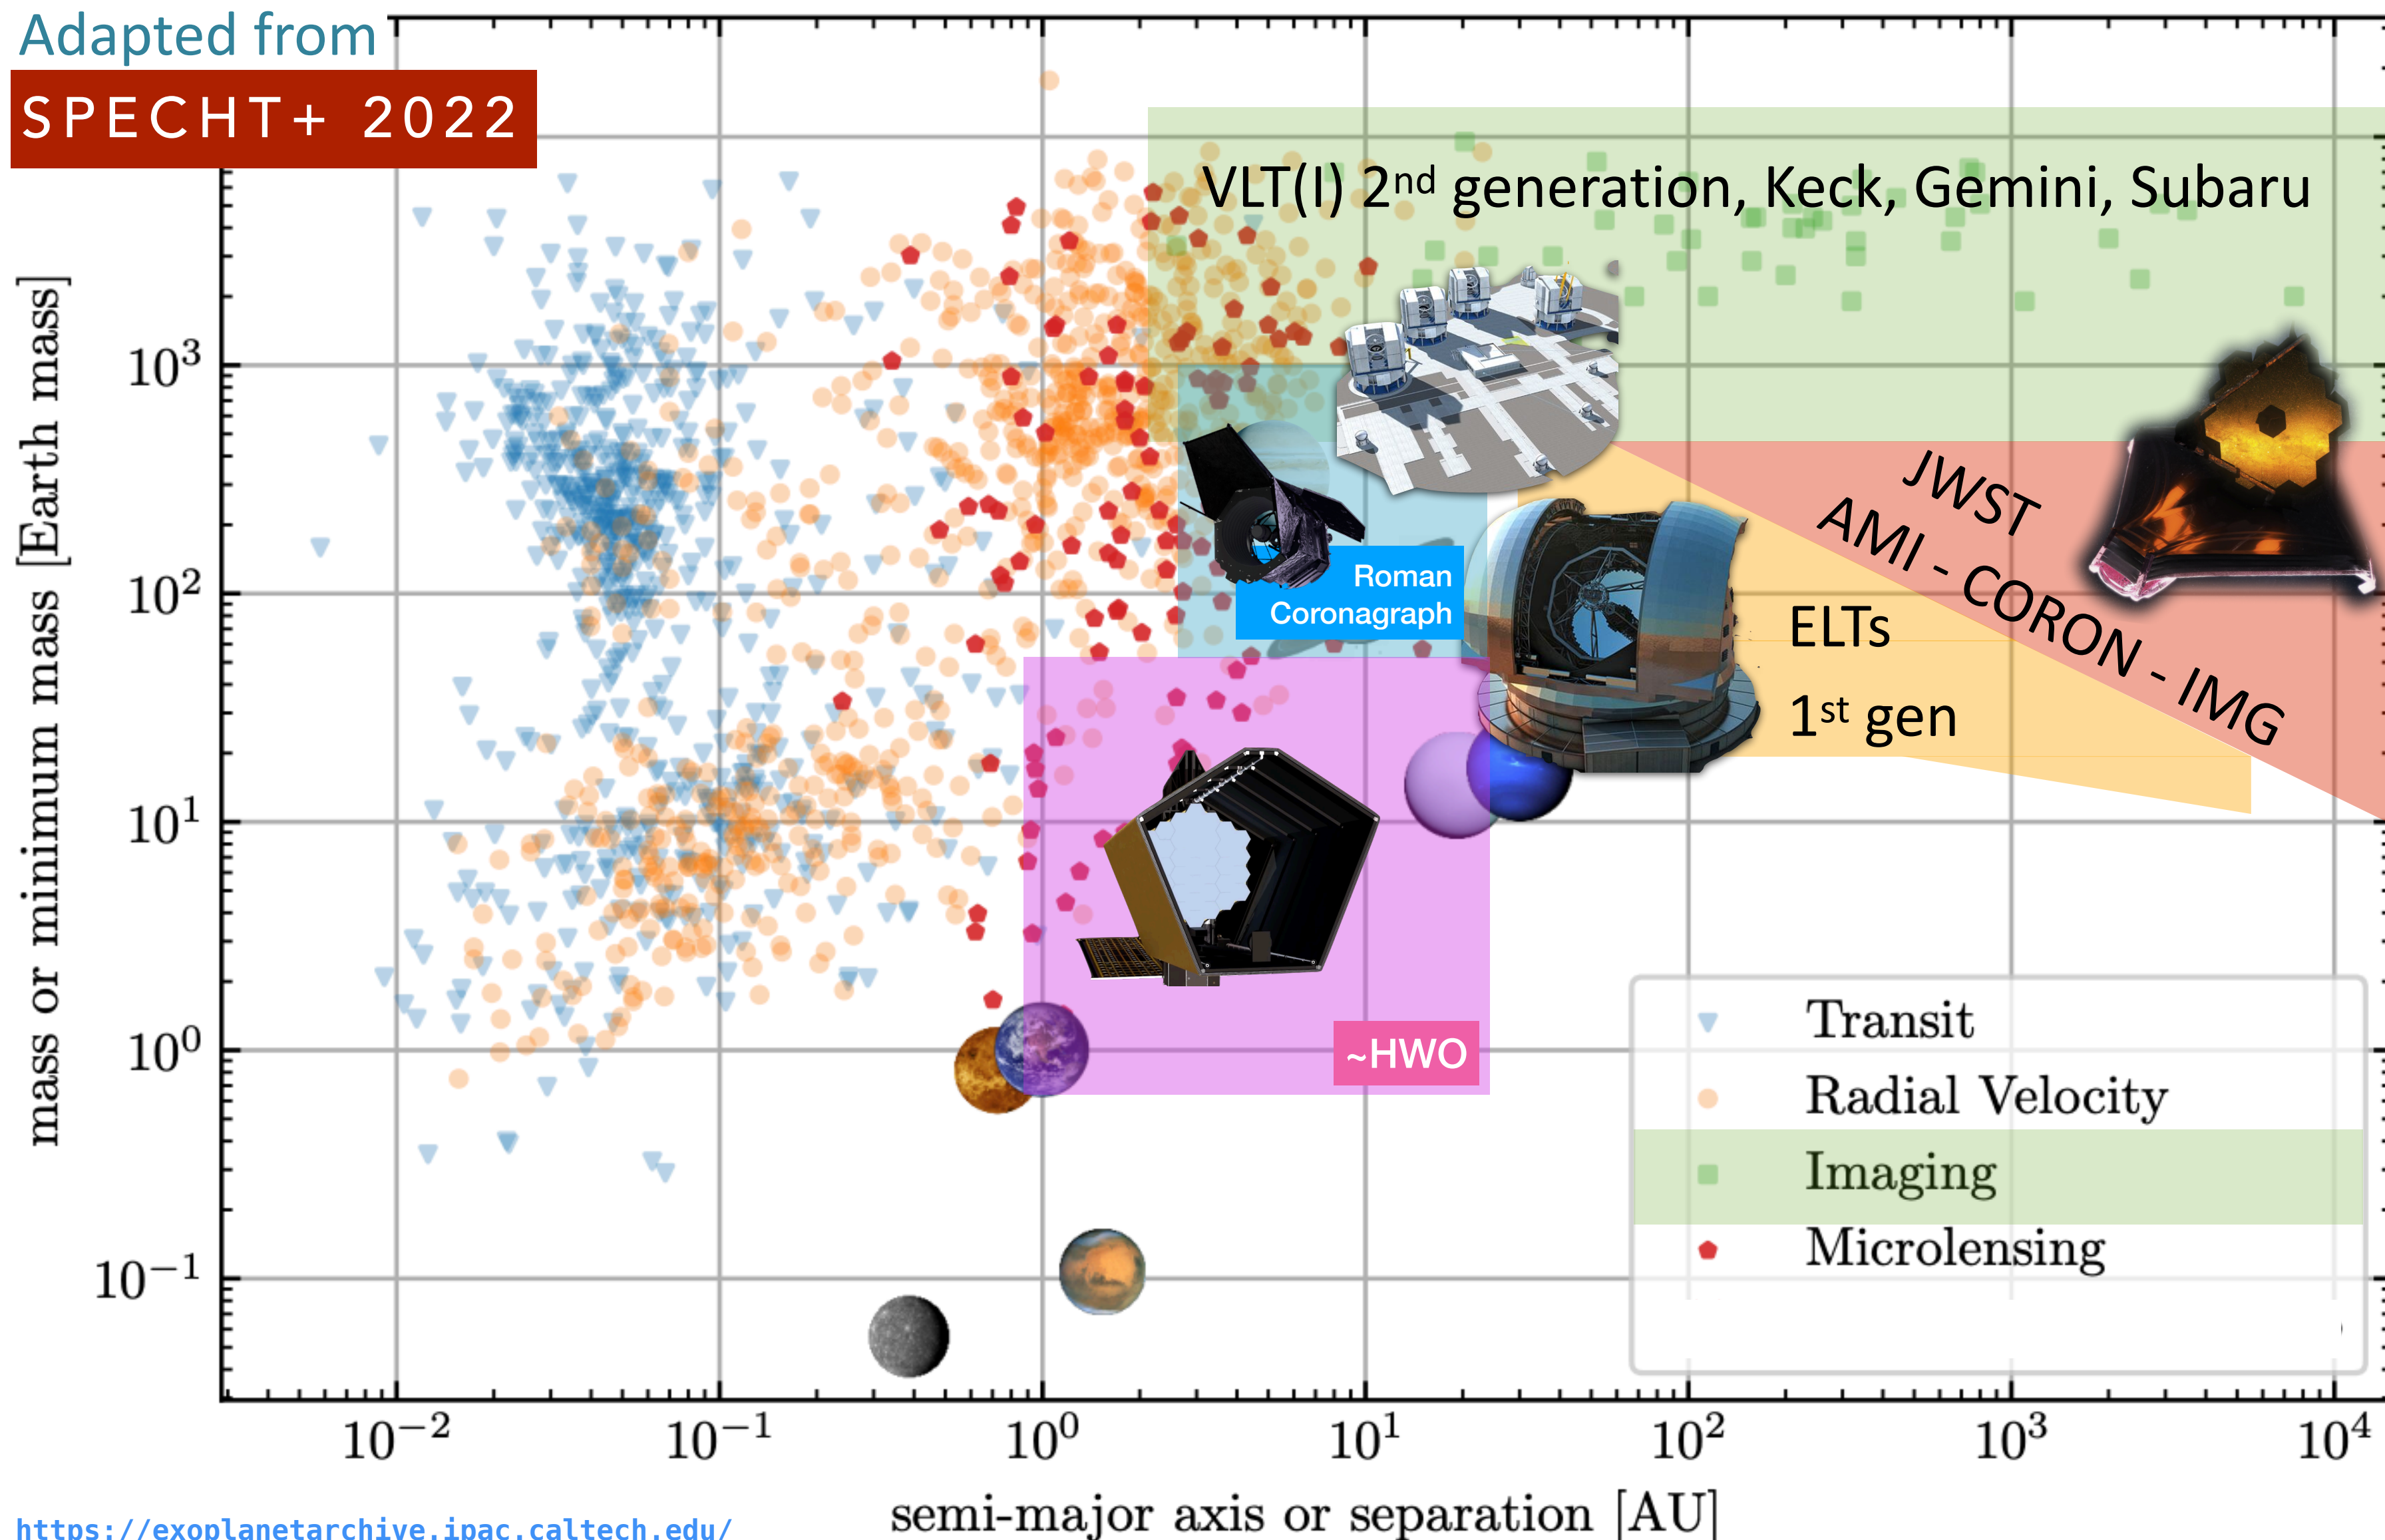 Adapted from
SPECHT+ 2022
VLT(I) 2nd generation, Keck, Gemini, Subaru
mass or minimum mass [Earth mass]
10³
10²
10¹
10⁰
10⁻¹
JWST
AMI - CORON - IMG
Roman
Coronagraph
ELTs
1st gen
~HWO
Transit
Radial Velocity
Imaging
Microlensing
10⁻²
10⁻¹
10⁰
10¹
10²
10³
10⁴
semi-major axis or separation [AU]
https://exoplanetarchive.ipac.caltech.edu/